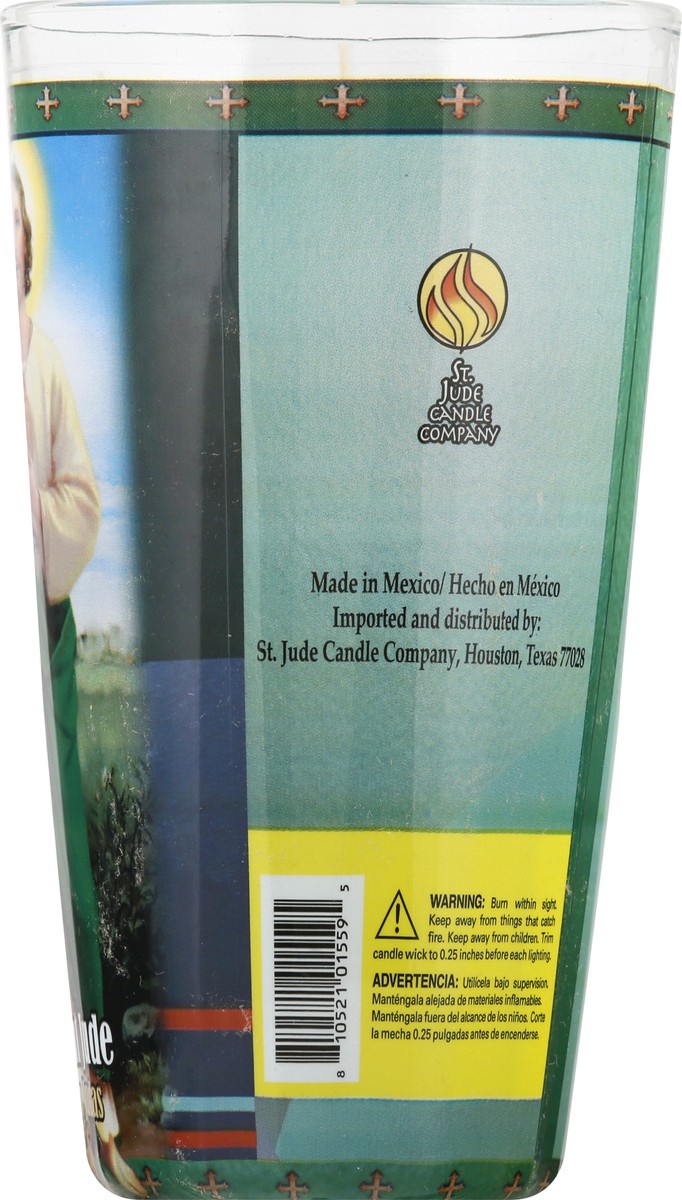 St.
Jude
Candle
Company
Made in Mexico/ Hecho en México
Imported and distributed by:
St. Jude Candle Company, Houston, Texas 77028
WARNING: Burn within sight.
Keep away from things that catch
fire. Keep away from children. Trim
candle wick to 0.25 inches before each lighting.
ADVERTENCIA: Utilícela bajo supervisión.
Manténgala alejada de materiales inflamables.
Manténgala fuera del alcance de los niños. Corte
la mecha 0.25 pulgadas antes de encenderse.
8 10521 01559 5
Jude